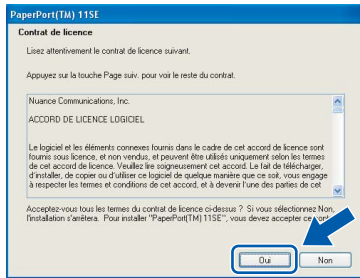 PaperPort(TM) 11SE
Contrat de licence
Lisez attentivement le contrat de licence suivant.
Appuyez sur la touche Page suiv. pour voir le reste du contrat.
Nuance Communications, Inc.
ACCORD DE LICENCE LOGICIEL
Le logiciel et les éléments connexes fournis dans le cadre de cet accord de licence sont
fournis sous licence, et non vendus, et peuvent être utilisés uniquement selon les termes
de cet accord de licence. Veuillez lire soigneusement cet accord. Le fait de télécharger,
d'installer, de copier ou d'utiliser ce logiciel de quelque manière que ce soit, vous engage
à respecter les termes et conditions de cet accord, et à devenir l'une des parties de cet
Acceptez-vous tous les termes du contrat de licence ci-dessus ? Si vous sélectionnez Non,
l'installation s'arrêtera. Pour installer "PaperPort(TM) 11SE", vous devez accepter ce
Oui
Non